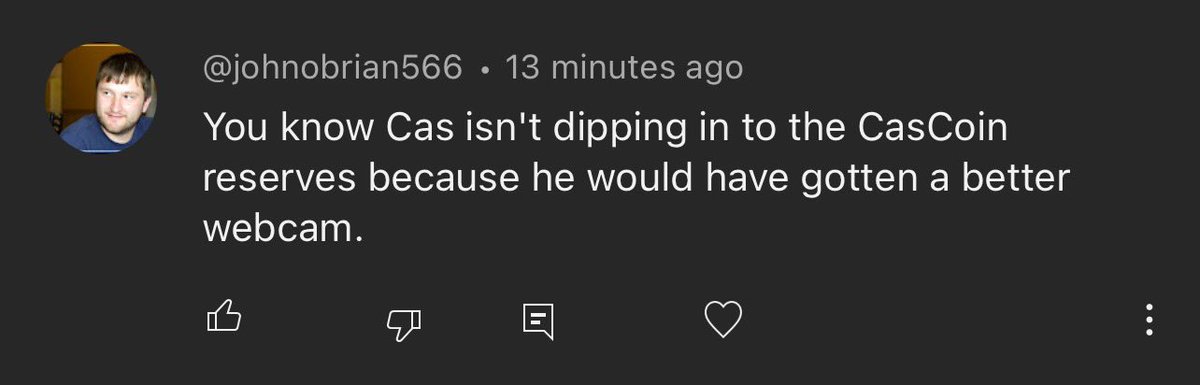 @johnobrian566 • 13 minutes ago
You know Cas isn't dipping in to the CasCoin
reserves because he would have gotten a better
webcam.